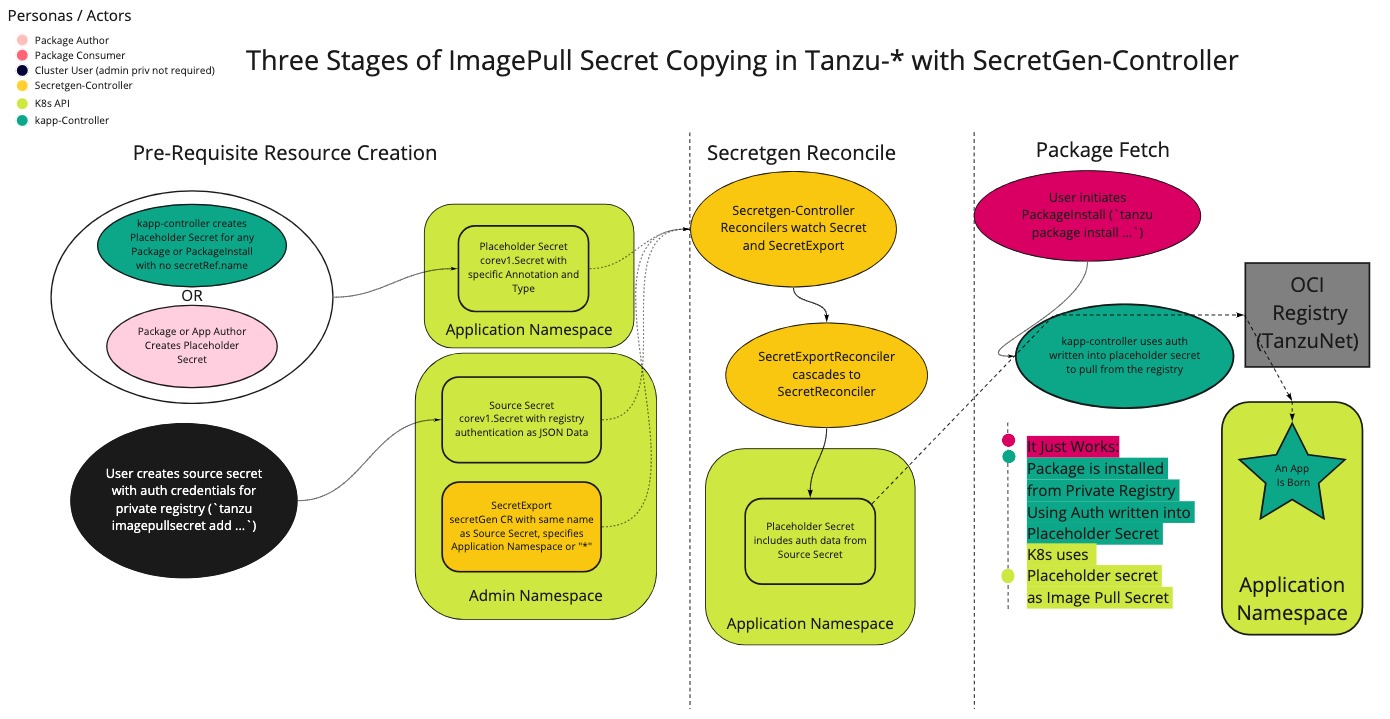 Personas / Actors
Package Author
Package Consumer
Cluster User (admin priv not required)
Secretgen-Controller
K8s API
kapp-Controller
Three Stages of ImagePull Secret Copying in Tanzu-* with SecretGen-Controller
Pre-Requisite Resource Creation
kapp-controller creates
Placeholder Secret for any
Package or PackageInstall
with no secretRef.name
OR
Package or App Author
Creates Placeholder
Secret
User creates source secret
with auth credentials for
private registry (`tanzu
imagepullsecret add ...`)
Placeholder Secret
corev1.Secret with
specific Annotation and
Type
Application Namespace
Source Secret
corev1.Secret with registry
authentication as JSON Data
SecretExport
secretGen CR with same name
as Source Secret, specifies
Application Namespace or "*"
Admin Namespace
Secretgen Reconcile
Secretgen-Controller
Reconcilers watch Secret
and SecretExport
SecretExportReconciler
cascades to
SecretReconciler
Placeholder Secret
includes auth data from
Source Secret
Application Namespace
Package Fetch
User initiates
Packageinstall (`tanzu
package install ...`)
kapp-controller uses auth
written into placeholder secret
to pull from the registry
OCI
Registry
(TanzuNet)
It Just Works:
Package is installed
from Private Registry
Using Auth written into
Placeholder Secret
K8s uses
Placeholder secret
as Image Pull Secret
An App
Is Born
Application
Namespace